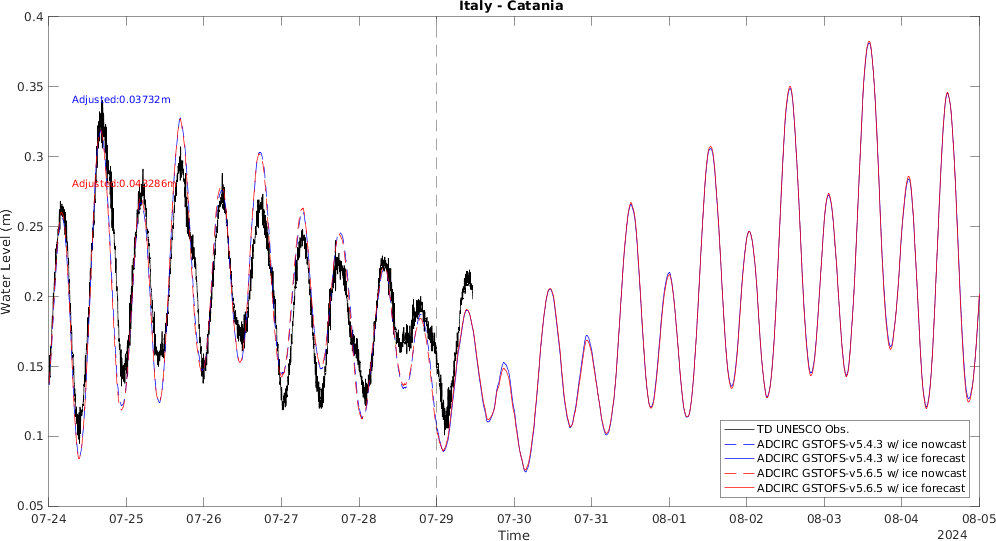 Italy - Catania
0.4
0.35
0.3
0.25
0.2
0.15
0.1
0.05
Water Level (m)
Adjusted:0.03732m
TD UNESCO Obs.
ADCIRC GSTOFS-v5.4.3 w/ ice nowcast
ADCIRC GSTOFS-v5.4.3 w/ ice forecast
ADCIRC GSTOFS-v5.6.5 w/ ice nowcast
ADCIRC GSTOFS-v5.6.5 w/ ice forecast
07-24 07-25 07-26 07-27 07-28 07-29 07-30 07-31 08-01 08-02 08-03 08-04 08-05
Time
2024